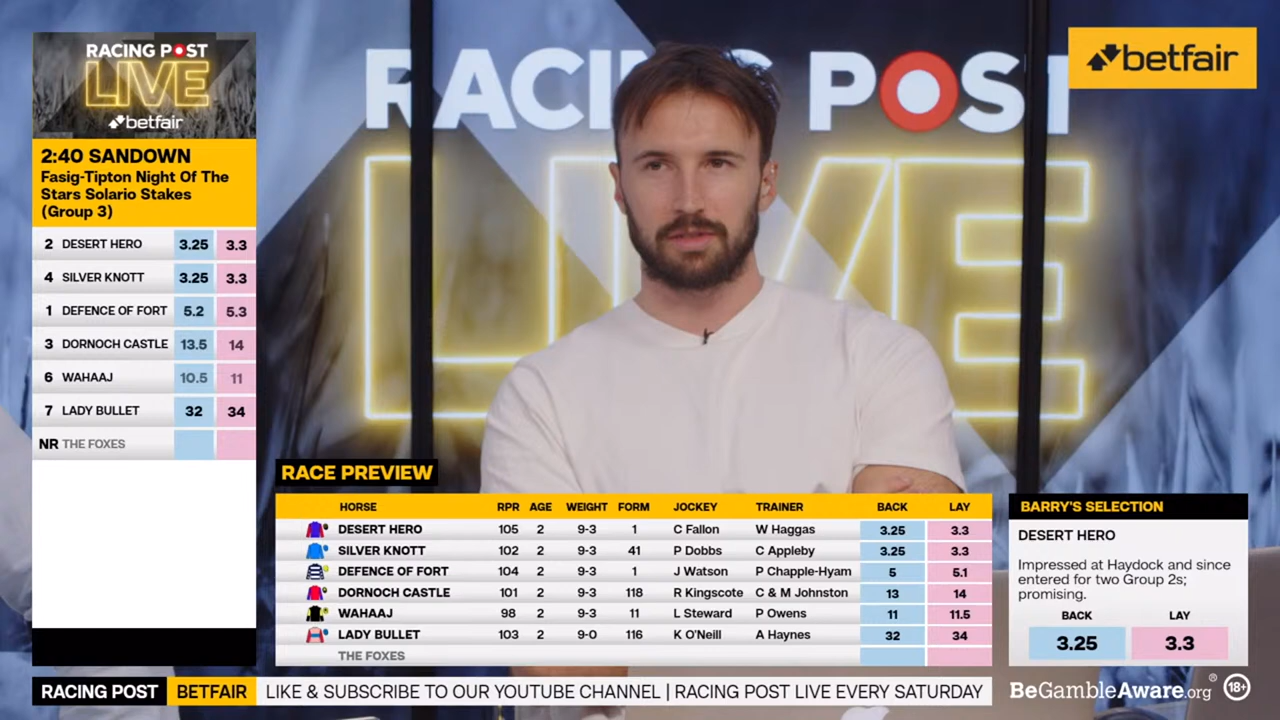 RACING POST
LIVE
betfair
2:40 SANDOWN
Fasig-Tipton Night Of The
Stars Solario Stakes
(Group 3)
2 DESERT HERO 3.25 3.3
4 SILVER KNOTT 3.25 3.3
1 DEFENCE OF FORT 5.2 5.3
3 DORNOCH CASTLE 13.5 14
6 WAHAAJ 10.5 11
7 LADY BULLET 32 34
NR THE FOXES
RACI POST
LIVE
betfair
RACE PREVIEW
HORSE RPR AGE WEIGHT FORM JOCKEY TRAINER BACK LAY
DESERT HERO 105 2 9-3 1 C Fallon W Haggas 3.25 3.3
SILVER KNOTT 102 2 9-3 41 P Dobbs C Appleby 3.25 3.3
DEFENCE OF FORT 104 2 9-3 1 J Watson P Chapple-Hyam 5 5.1
DORNOCH CASTLE 101 2 9-3 118 R Kingscote C & M Johnston 13 14
WAHAAJ 98 2 9-3 11 L Steward P Owens 11 11.5
LADY BULLET 103 2 9-0 116 K O'Neill A Haynes 32 34
THE FOXES
BARRY'S SELECTION
DESERT HERO
Impressed at Haydock and since
entered for two Group 2s;
promising.
BACK LAY
3.25 3.3
RACING POST BETFAIR LIKE & SUBSCRIBE TO OUR YOUTUBE CHANNEL | RACING POST LIVE EVERY SATURDAY
BeGambleAware.org® 18+